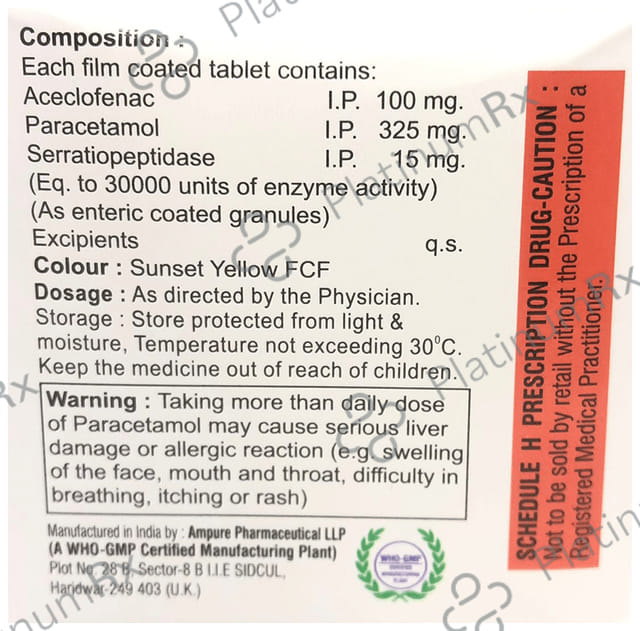 Composition :
Each film coated tablet contains:
Aceclofenac I.P. 100 mg.
Paracetamol I.P. 325 mg.
Serratiopeptidase I.P. 15 mg.
(Eq. to 30000 units of enzyme activity)
(As enteric coated granules)
Excipients q.s.
Colour : Sunset Yellow FCF
Dosage : As directed by the Physician.
Storage : Store protected from light &
moisture, Temperature not exceeding 30°C.
Keep the medicine out of reach of children.
Warning : Taking more than daily dose
of Paracetamol may cause serious liver
damage or allergic reaction (e.g. swelling
of the face, mouth and throat, difficulty in
breathing, itching or rash)
Manufactured in India by : Ampure Pharmaceutical LLP
(A WHO-GMP Certified Manufacturing Plant)
Plot No. 28 B, Sector-8 B I.I.E SIDCUL,
Haridwar-249 403 (U.K.)
WHO-GMP
CERTIFIED
SCHEDULE H PRESCRIPTION DRUG-CAUTION :
Not to be sold by retail without the Prescription of a
Registered Medical Practitioner.
PlatinumRx
PlatinumRx
PlatinumRx